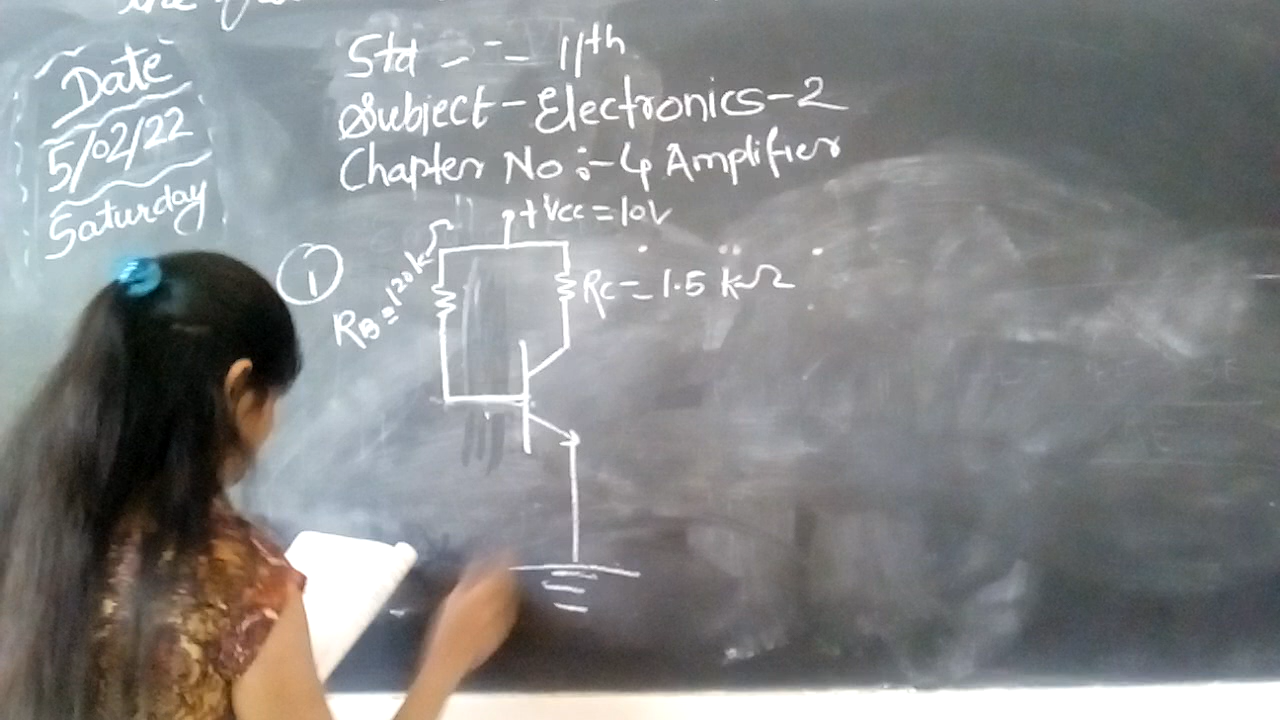 Date
5/02/22
Saturday
Std - - - 11th
Subject - Electronics-2
Chapter No :- 4 Amplifier
+Vcc = 10V
1
RB = 120k
Rc = 1.5 kΩ